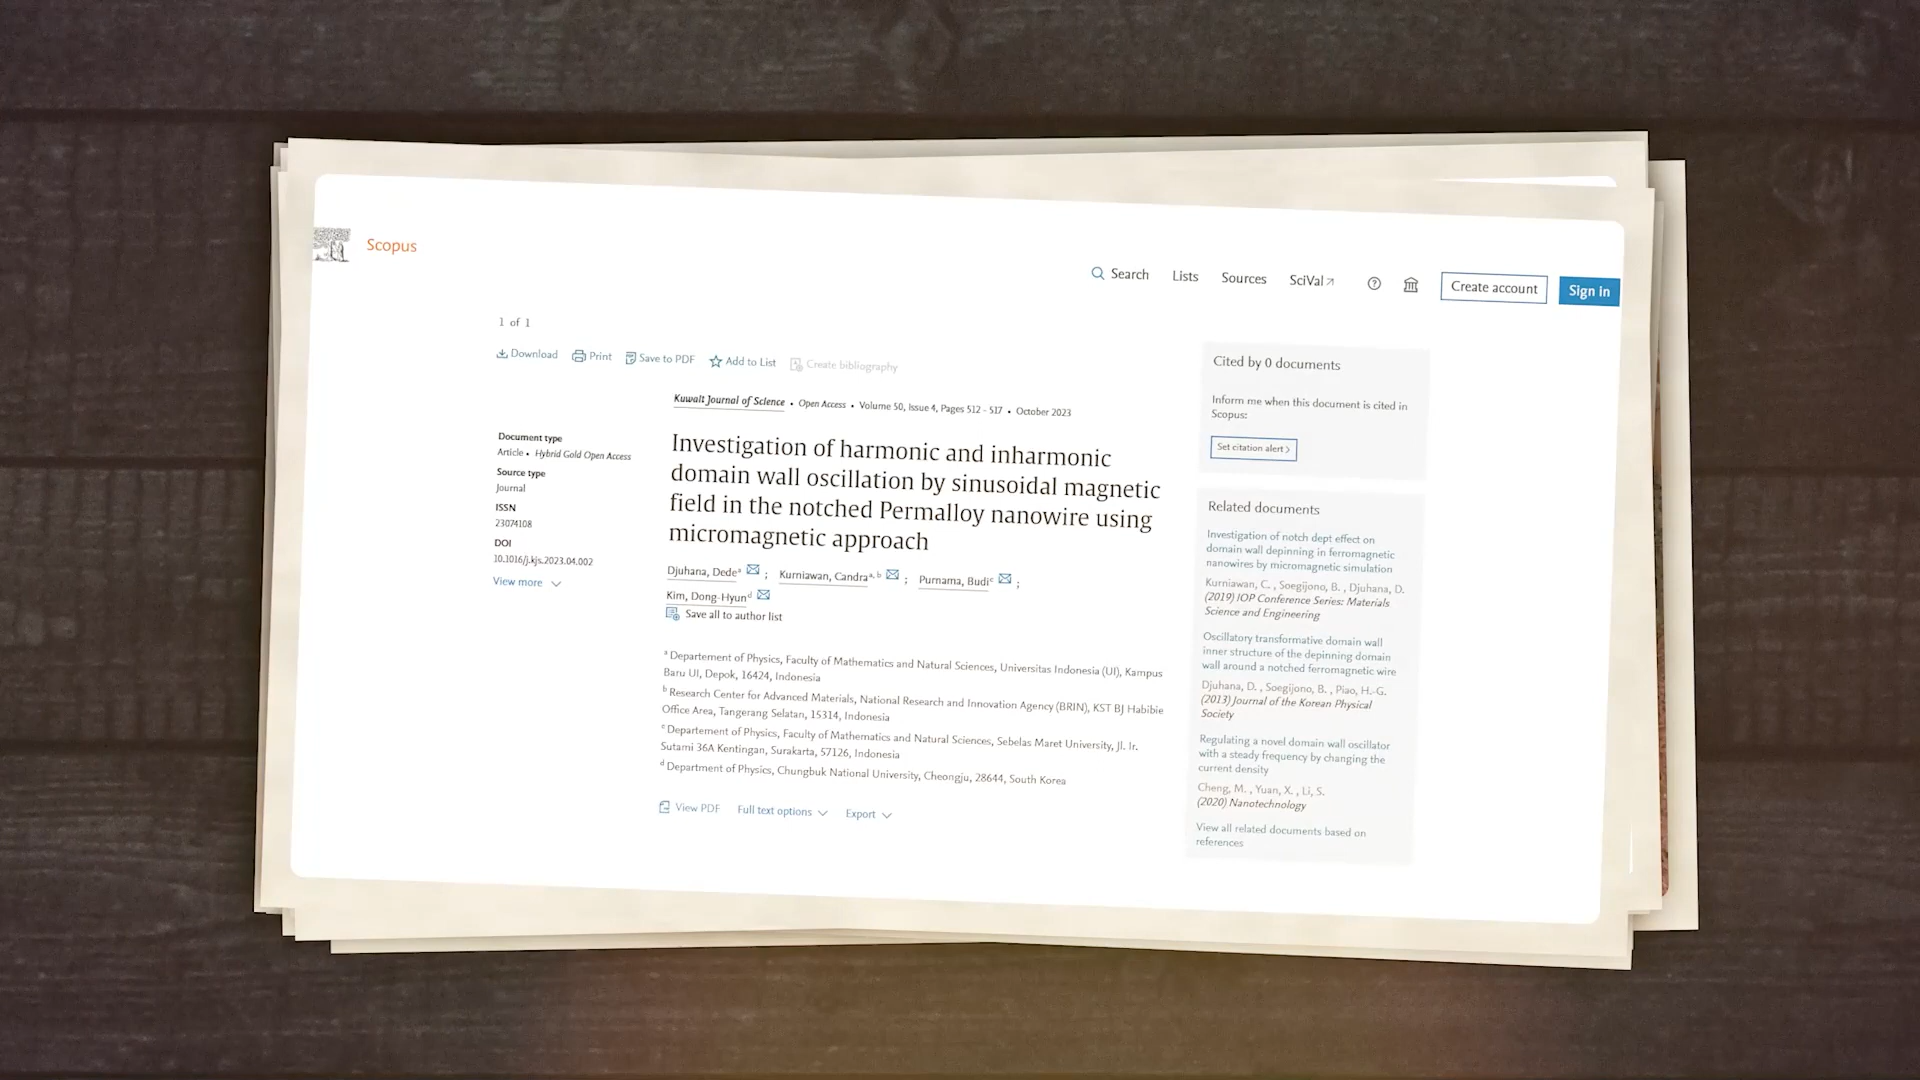 Scopus
Search
Lists
Sources
SciVal
Create account
Sign in
1 of 1
Download
Print
Save to PDF
Add to List
Create bibliography
Kuwait Journal of Science • Open Access • Volume 50, Issue 4, Pages 512 - 517 • October 2023
Document type
Article • Hybrid Gold Open Access
Source type
Journal
ISSN
23074108
DOI
10.1016/j.kjs.2023.04.002
View more
Investigation of harmonic and inharmonic
domain wall oscillation by sinusoidal magnetic
field in the notched Permalloy nanowire using
micromagnetic approach
Djuhana, Dede a ; Kurniawan, Candra a, b ; Purnama, Budi c ;
Kim, Dong-Hyun d
Save all to author list
a Departement of Physics, Faculty of Mathematics and Natural Sciences, Universitas Indonesia (UI), Kampus
Baru UI, Depok, 16424, Indonesia
b Research Center for Advanced Materials, National Research and Innovation Agency (BRIN), KST BJ Habibie
Office Area, Tangerang Selatan, 15314, Indonesia
c Departement of Physics, Faculty of Mathematics and Natural Sciences, Sebelas Maret University, Jl. Ir.
Sutami 36A Kentingan, Surakarta, 57126, Indonesia
d Department of Physics, Chungbuk National University, Cheongju, 28644, South Korea
View PDF
Full text options
Export
Cited by 0 documents
Inform me when this document is cited in
Scopus:
Set citation alert >
Related documents
Investigation of notch dept effect on
domain wall depinning in ferromagnetic
nanowires by micromagnetic simulation
Kurniawan, C. , Soegijono, B. , Djuhana, D.
(2019) IOP Conference Series: Materials
Science and Engineering
Oscillatory transformative domain wall
inner structure of the depinning domain
wall around a notched ferromagnetic wire
Djuhana, D. , Soegijono, B. , Piao, H.-G.
(2013) Journal of the Korean Physical
Society
Regulating a novel domain wall oscillator
with a steady frequency by changing the
current density
Cheng, M. , Yuan, X. , Li, S.
(2020) Nanotechnology
View all related documents based on
references